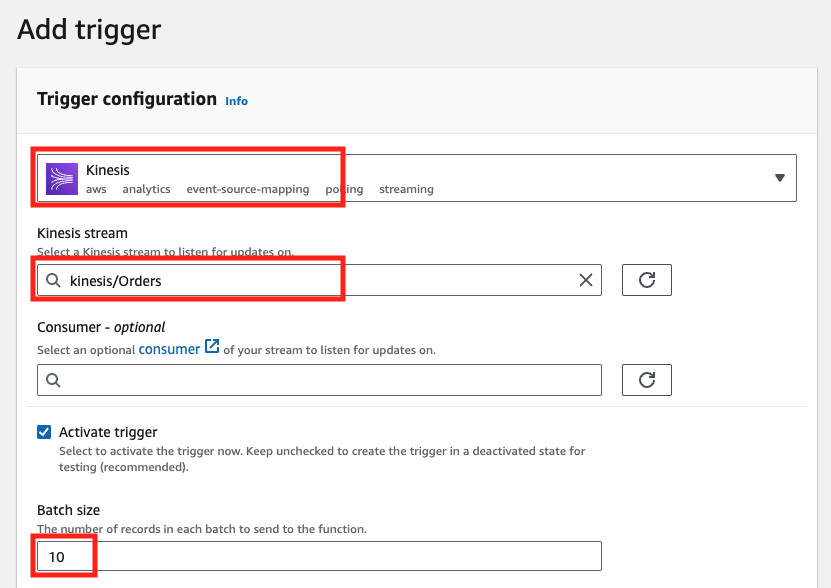 Add trigger
Trigger configuration Info
Kinesis
aws analytics event-source-mapping polling streaming
Kinesis stream
Select a Kinesis stream to listen for updates on.
kinesis/Orders
Consumer - optional
Select an optional consumer of your stream to listen for updates on.
Activate trigger
Select to activate the trigger now. Keep unchecked to create the trigger in a deactivated state for
testing (recommended).
Batch size
The number of records in each batch to send to the function.
10